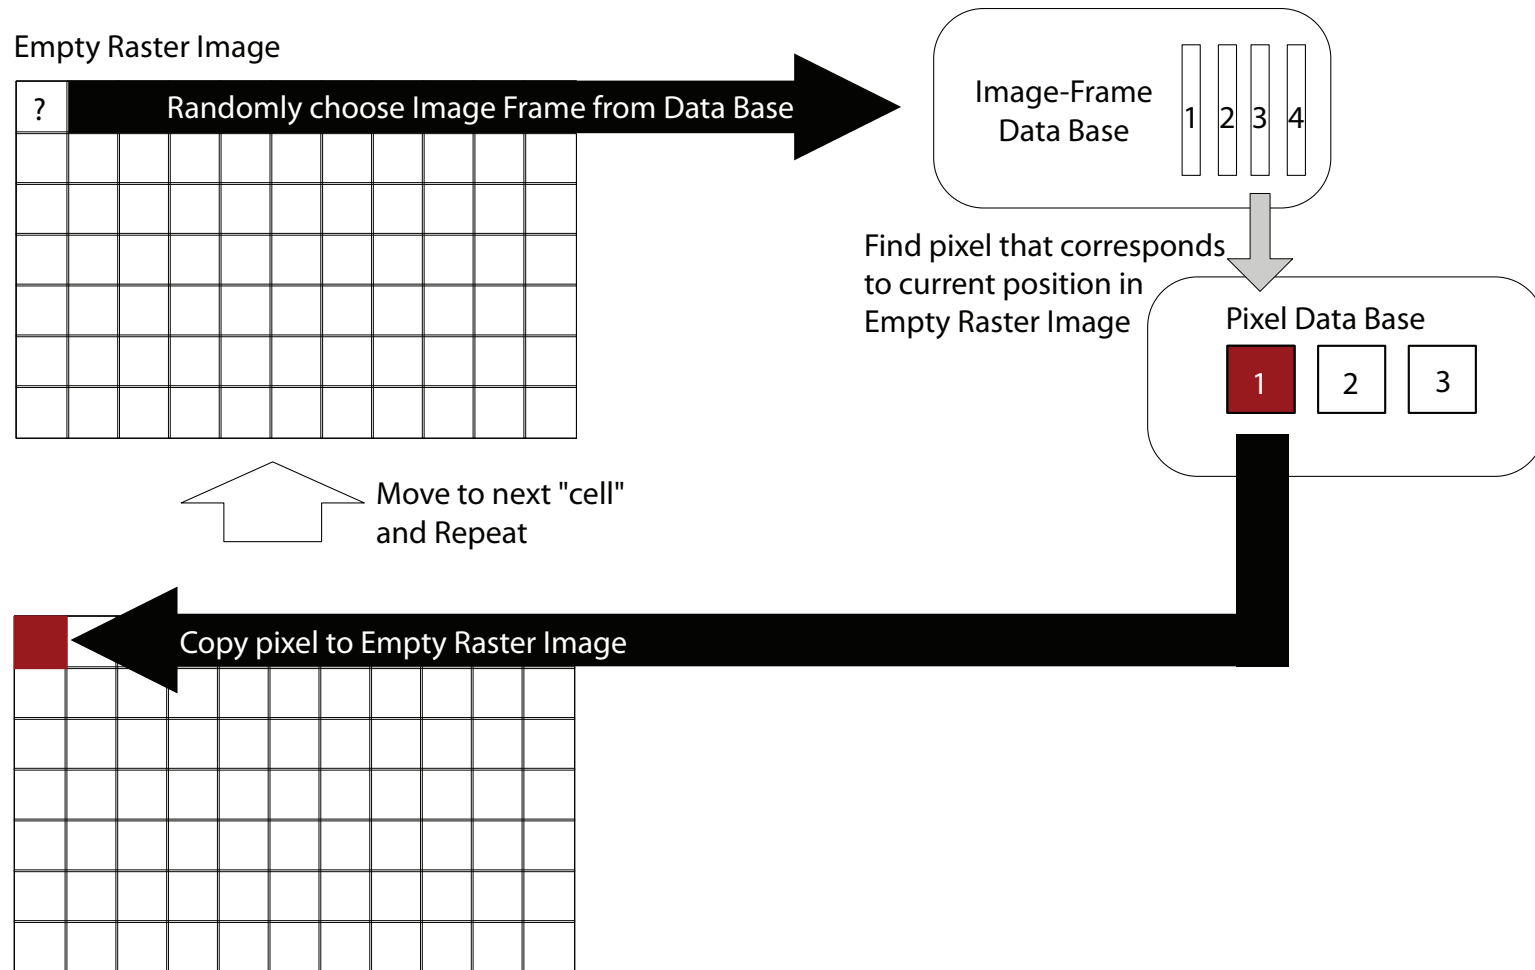 Empty Raster Image
?
Randomly choose Image Frame from Data Base
Image-Frame
Data Base
1 2 3 4
Find pixel that corresponds
to current position in
Empty Raster Image
Pixel Data Base
1 2 3
Move to next "cell"
and Repeat
Copy pixel to Empty Raster Image